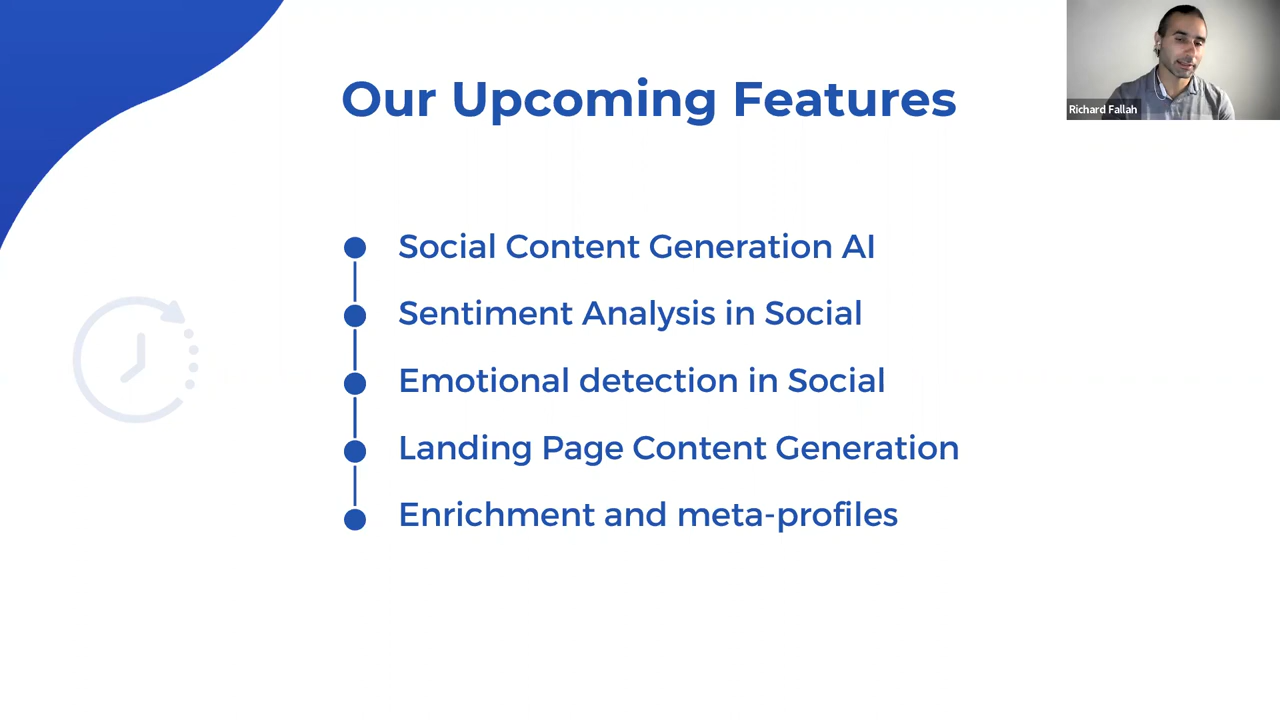 Our Upcoming Features
Richard Fallah
Social Content Generation AI
Sentiment Analysis in Social
Emotional detection in Social
Landing Page Content Generation
Enrichment and meta-profiles